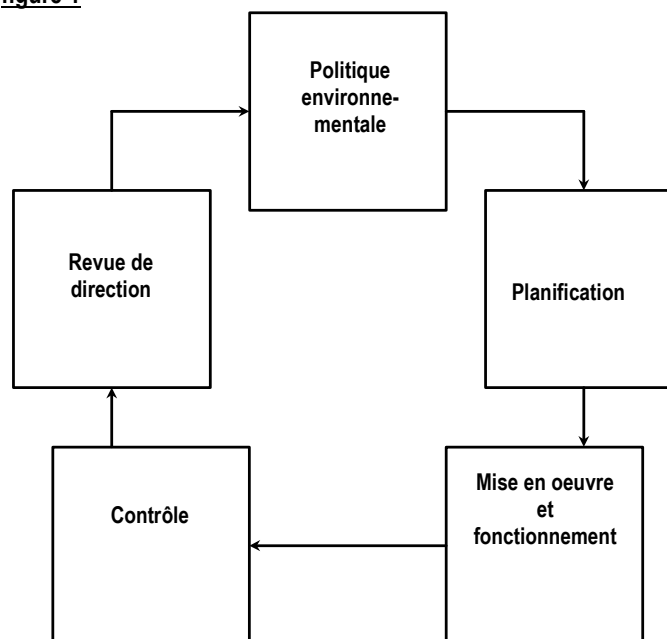 igure 1
Politique
environne-
mentale
Revue de
direction
Planification
Mise en oeuvre
et
fonctionnement
Contrôle